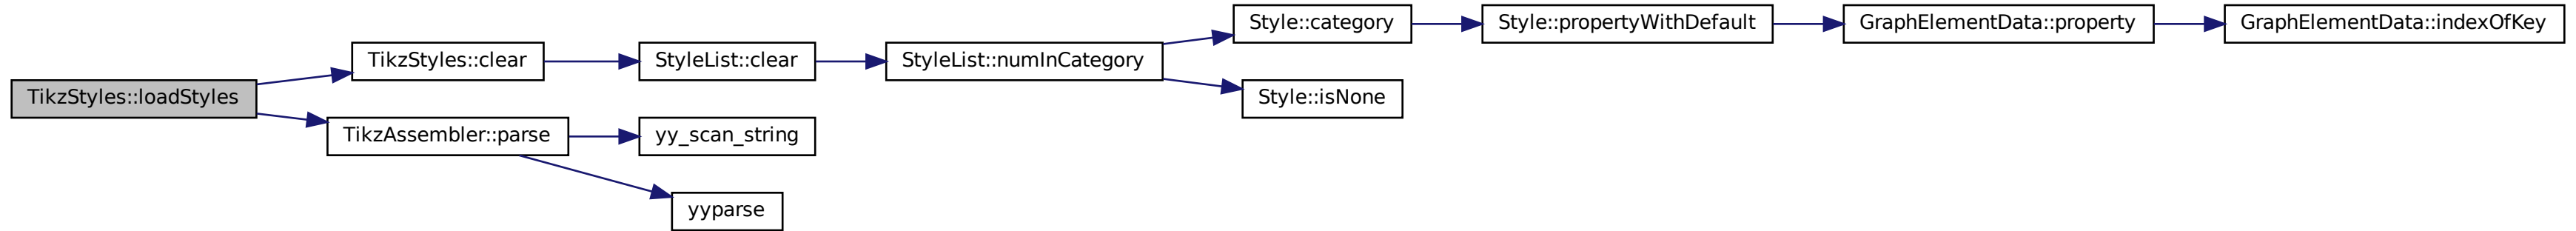 TikzStyles::loadStyles
TikzStyles::clear
StyleList::clear
StyleList::numInCategory
Style::category
Style::propertyWithDefault
GraphElementData::property
GraphElementData::indexOfKey
Style::isNone
TikzAssembler::parse
yy_scan_string
yyparse